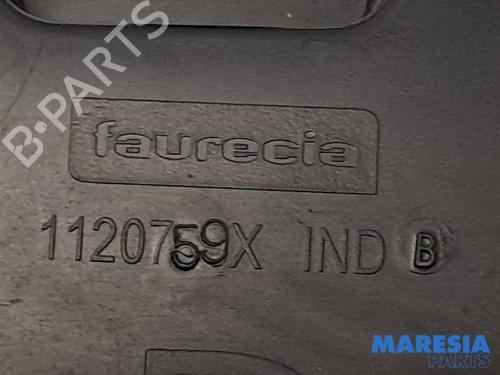 B-PARTS
faurecia
1120759X IND B
MARESIA
PARTS